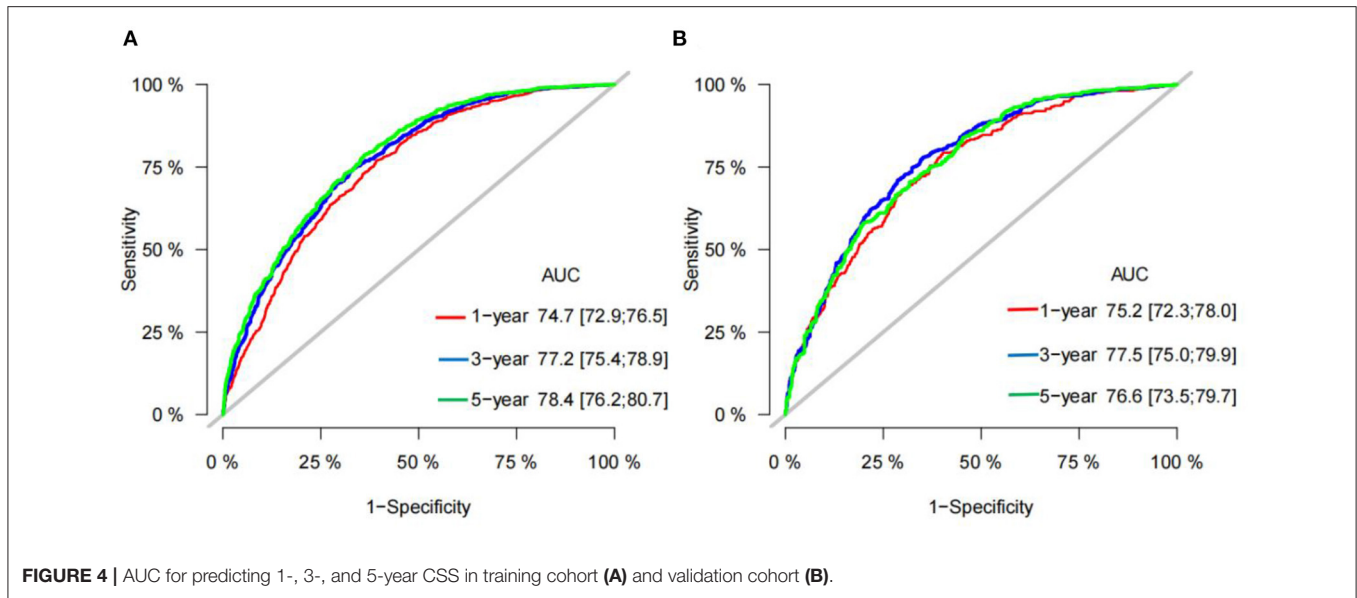 A
100 %
75 %
50 %
25 %
0 %
Sensitivity
AUC
1-year 74.7 [72.9;76.5]
3-year 77.2 [75.4;78.9]
5-year 78.4 [76.2;80.7]
0 % 25 % 50 % 75 % 100 %
1-Specificity
B
100 %
75 %
50 %
25 %
0 %
Sensitivity
AUC
1-year 75.2 [72.3;78.0]
3-year 77.5 [75.0;79.9]
5-year 76.6 [73.5;79.7]
0 % 25 % 50 % 75 % 100 %
1-Specificity
FIGURE 4 | AUC for predicting 1-, 3-, and 5-year CSS in training cohort (A) and validation cohort (B).